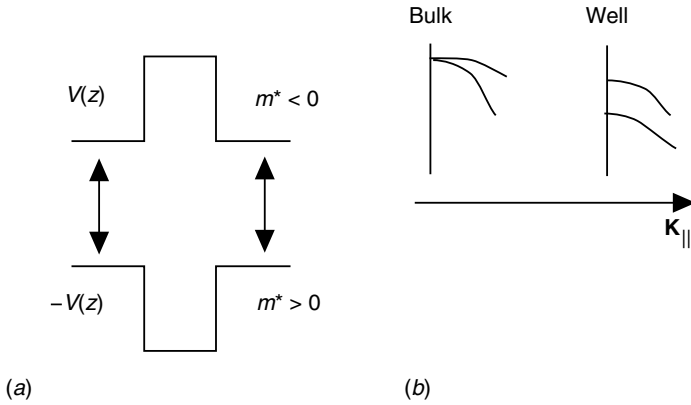 Bulk
Well
V(z)
m* < 0
K||
−V(z)
m* > 0
(a)
(b)